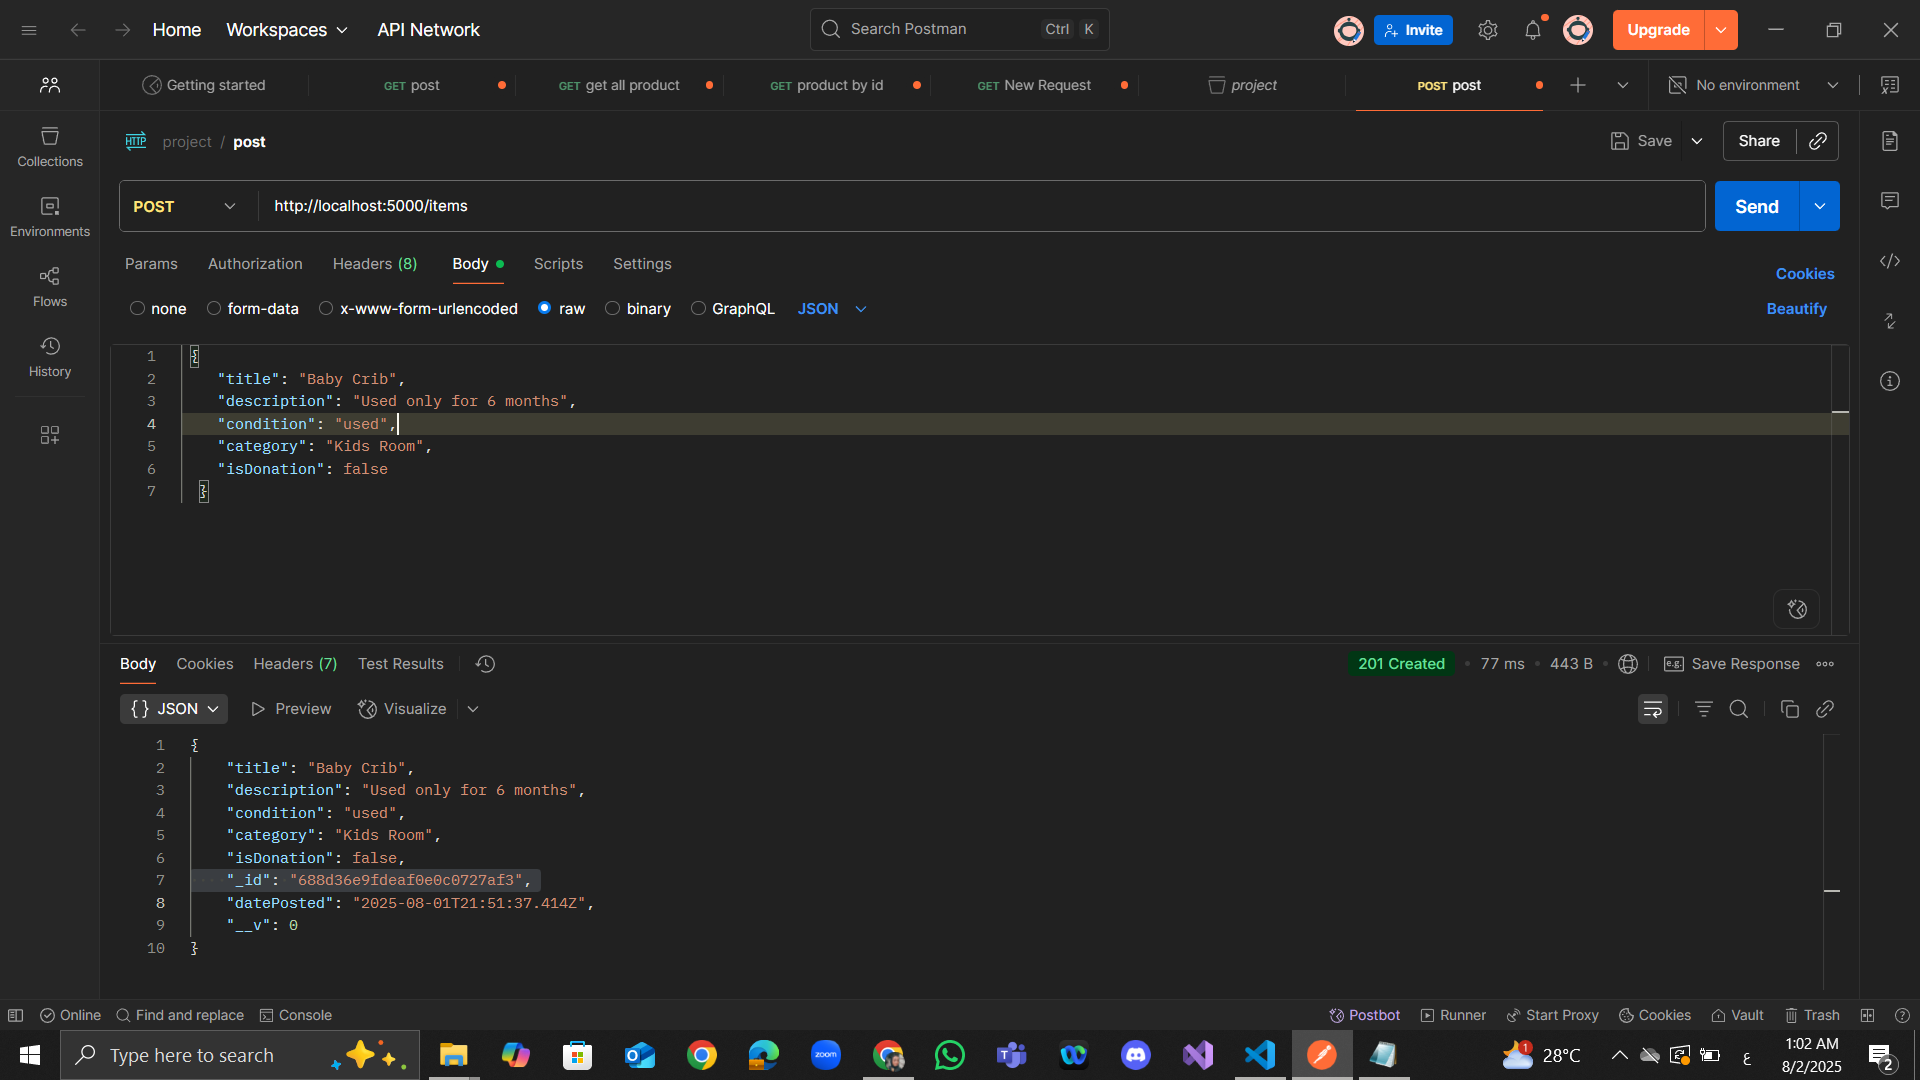 Home Workspaces API Network Search Postman Ctrl K Invite Upgrade
Getting started GET post GET get all product GET product by id GET New Request project POST post No environment
HTTP project / post Save Share
Collections
Environments
Flows
History
POST http://localhost:5000/items Send
Params Authorization Headers (8) Body Scripts Settings Cookies
none form-data x-www-form-urlencoded raw binary GraphQL JSON Beautify
1 {
2 "title": "Baby Crib",
3 "description": "Used only for 6 months",
4 "condition": "used",
5 "category": "Kids Room",
6 "isDonation": false
7 }
Body Cookies Headers (7) Test Results 201 Created • 77 ms • 443 B • e.g. Save Response
{} JSON Preview Visualize
1 {
2 "title": "Baby Crib",
3 "description": "Used only for 6 months",
4 "condition": "used",
5 "category": "Kids Room",
6 "isDonation": false,
7 "_id": "688d36e9fdeaf0e0c0727af3",
8 "datePosted": "2025-08-01T21:51:37.414Z",
9 "__v": 0
10 }
Online Find and replace Console Postbot Runner Start Proxy Cookies Vault Trash
Type here to search zoom 1 28°C ع 1:02 AM
8/2/2025 2